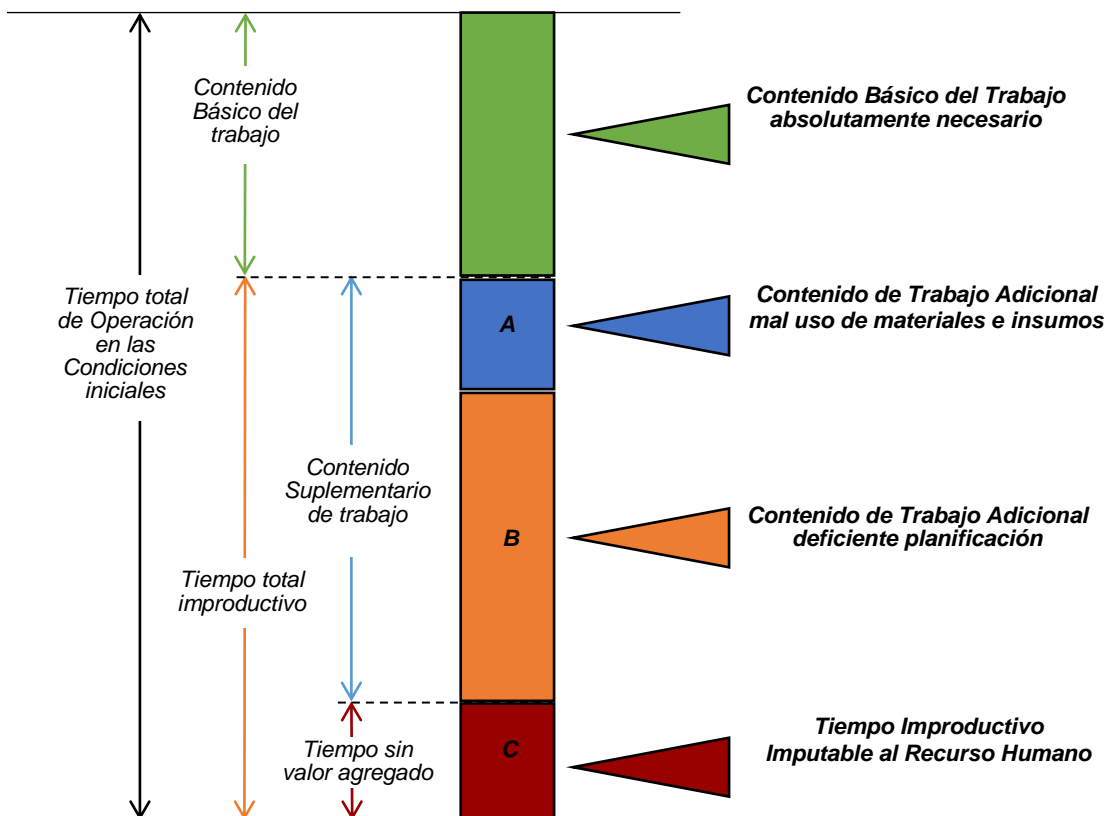 Contenido
Básico del
trabajo
Contenido Básico del Trabajo
absolutamente necesario
Tiempo total
de Operación
en las
Condiciones
iniciales
A
Contenido de Trabajo Adicional
mal uso de materiales e insumos
Contenido
Suplementario
de trabajo
B
Contenido de Trabajo Adicional
deficiente planificación
Tiempo total
improductivo
Tiempo sin
valor agregado
C
Tiempo Improductivo
Imputable al Recurso Humano